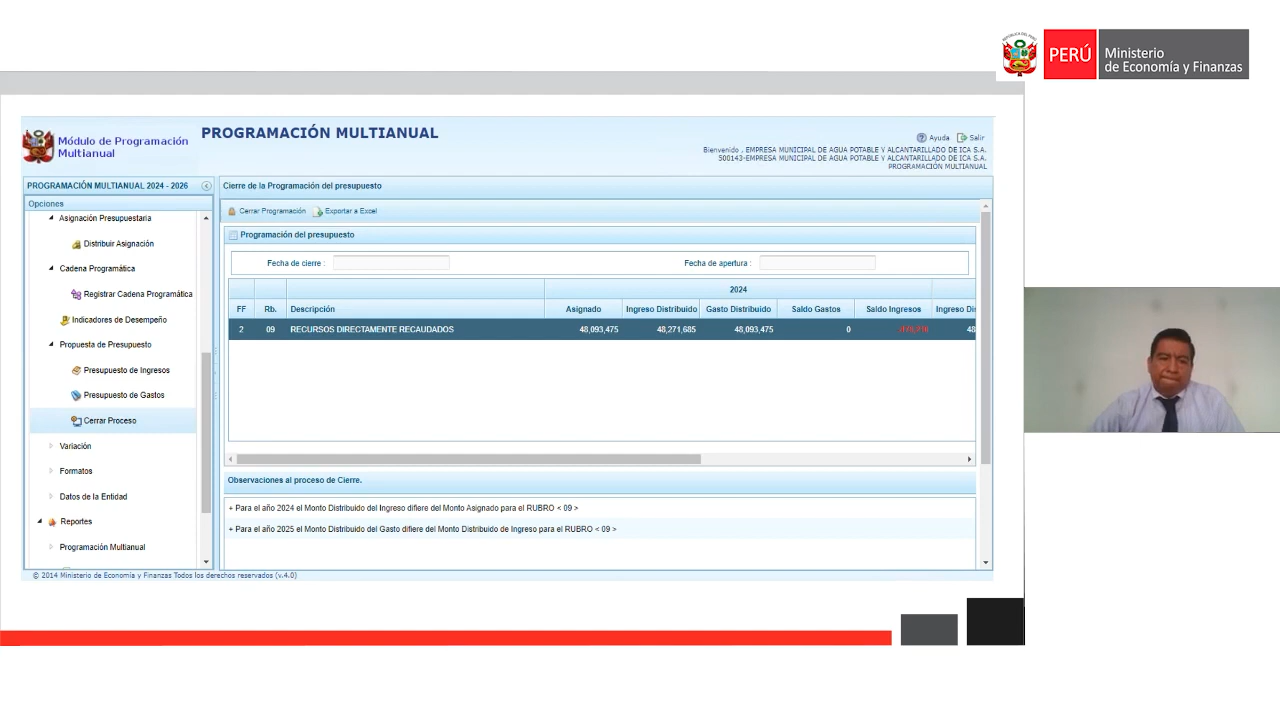 REPÚBLICA DEL PERÚ
PERÚ
Ministerio
de Economía y Finanzas
Módulo de Programación
Multianual
PROGRAMACIÓN MULTIANUAL
Ayuda Salir
Bienvenido , EMPRESA MUNICIPAL DE AGUA POTABLE Y ALCANTARILLADO DE ICA S.A.
500143-EMPRESA MUNICIPAL DE AGUA POTABLE Y ALCANTARILLADO DE ICA S.A.
PROGRAMACIÓN MULTIANUAL
PROGRAMACIÓN MULTIANUAL 2024 - 2026
Opciones
Asignación Presupuestaria
Distribuir Asignación
Cadena Programática
Registrar Cadena Programática
Indicadores de Desempeño
Propuesta de Presupuesto
Presupuesto de Ingresos
Presupuesto de Gastos
Cerrar Proceso
Variación
Formatos
Datos de la Entidad
Reportes
Programación Multianual
Cierre de la Programación del presupuesto
Cerrar Programación Exportar a Excel
Programación del presupuesto
Fecha de cierre : Fecha de apertura :
2024
FF Rb. Descripción Asignado Ingreso Distribuido Gasto Distribuido Saldo Gastos Saldo Ingresos Ingreso Dis
2 09 RECURSOS DIRECTAMENTE RECAUDADOS 48,093,475 48,271,685 48,093,475 0 48
Observaciones al proceso de Cierre.
+ Para el año 2024 el Monto Distribuido del Ingreso difiere del Monto Asignado para el RUBRO < 09 >
+ Para el año 2025 el Monto Distribuido del Gasto difiere del Monto Distribuido de Ingreso para el RUBRO < 09 >
© 2014 Ministerio de Economía y Finanzas Todos los derechos reservados (v.4.0)